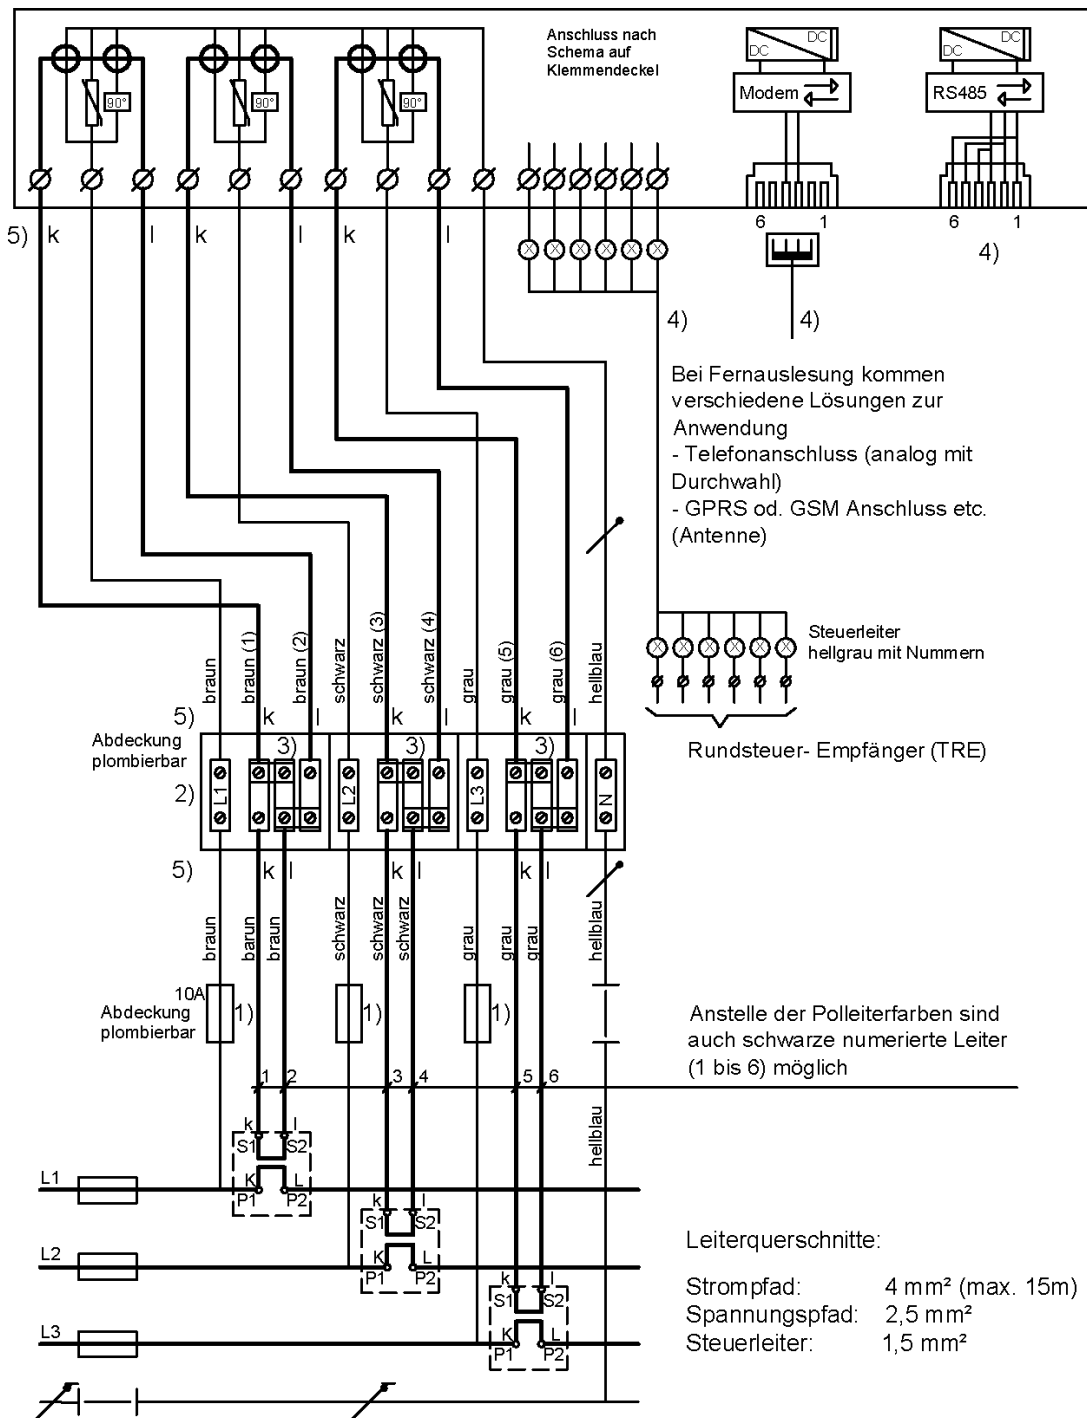 Anschluss nach
Schema auf
Klemmendeckel
DC
DC
DC
DC
Modem
RS485
90°
90°
90°
6
1
6
1
5)
k
l
k
l
k
l
4)
4)
4)
Bei Fernauslesung kommen
verschiedene Lösungen zur
Anwendung
- Telefonanschluss (analog mit
Durchwahl)
- GPRS od. GSM Anschluss etc.
(Antenne)
braun
braun (1)
braun (2)
schwarz
schwarz (3)
schwarz (4)
grau
grau (5)
grau (6)
hellblau
Steuerleiter
hellgrau mit Nummern
X X X X X X
X X X X X X
Rundsteuer- Empfänger (TRE)
5)
k
l
k
l
k
l
Abdeckung
plombierbar
3)
3)
3)
2)
L1
L2
L3
N
5)
k
l
k
l
k
l
braun
barun
braun
schwarz
schwarz
schwarz
grau
grau
grau
hellblau
10A
Abdeckung
plombierbar
1)
1)
1)
Anstelle der Polleiterfarben sind
auch schwarze numerierte Leiter
(1 bis 6) möglich
1
2
3
4
5
6
hellblau
k
l
S1
S2
K
L
P1
P2
L1
k
l
S1
S2
K
L
P1
P2
L2
k
l
S1
S2
K
L
P1
P2
L3
Leiterquerschnitte:
Strompfad: 4 mm² (max. 15m)
Spannungspfad: 2,5 mm²
Steuerleiter: 1,5 mm²